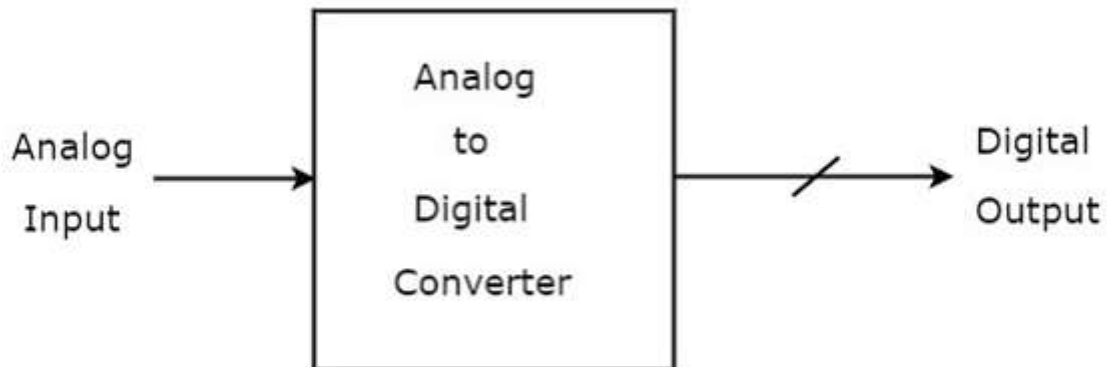 Analog
Input
Analog
to
Digital
Converter
Digital
Output